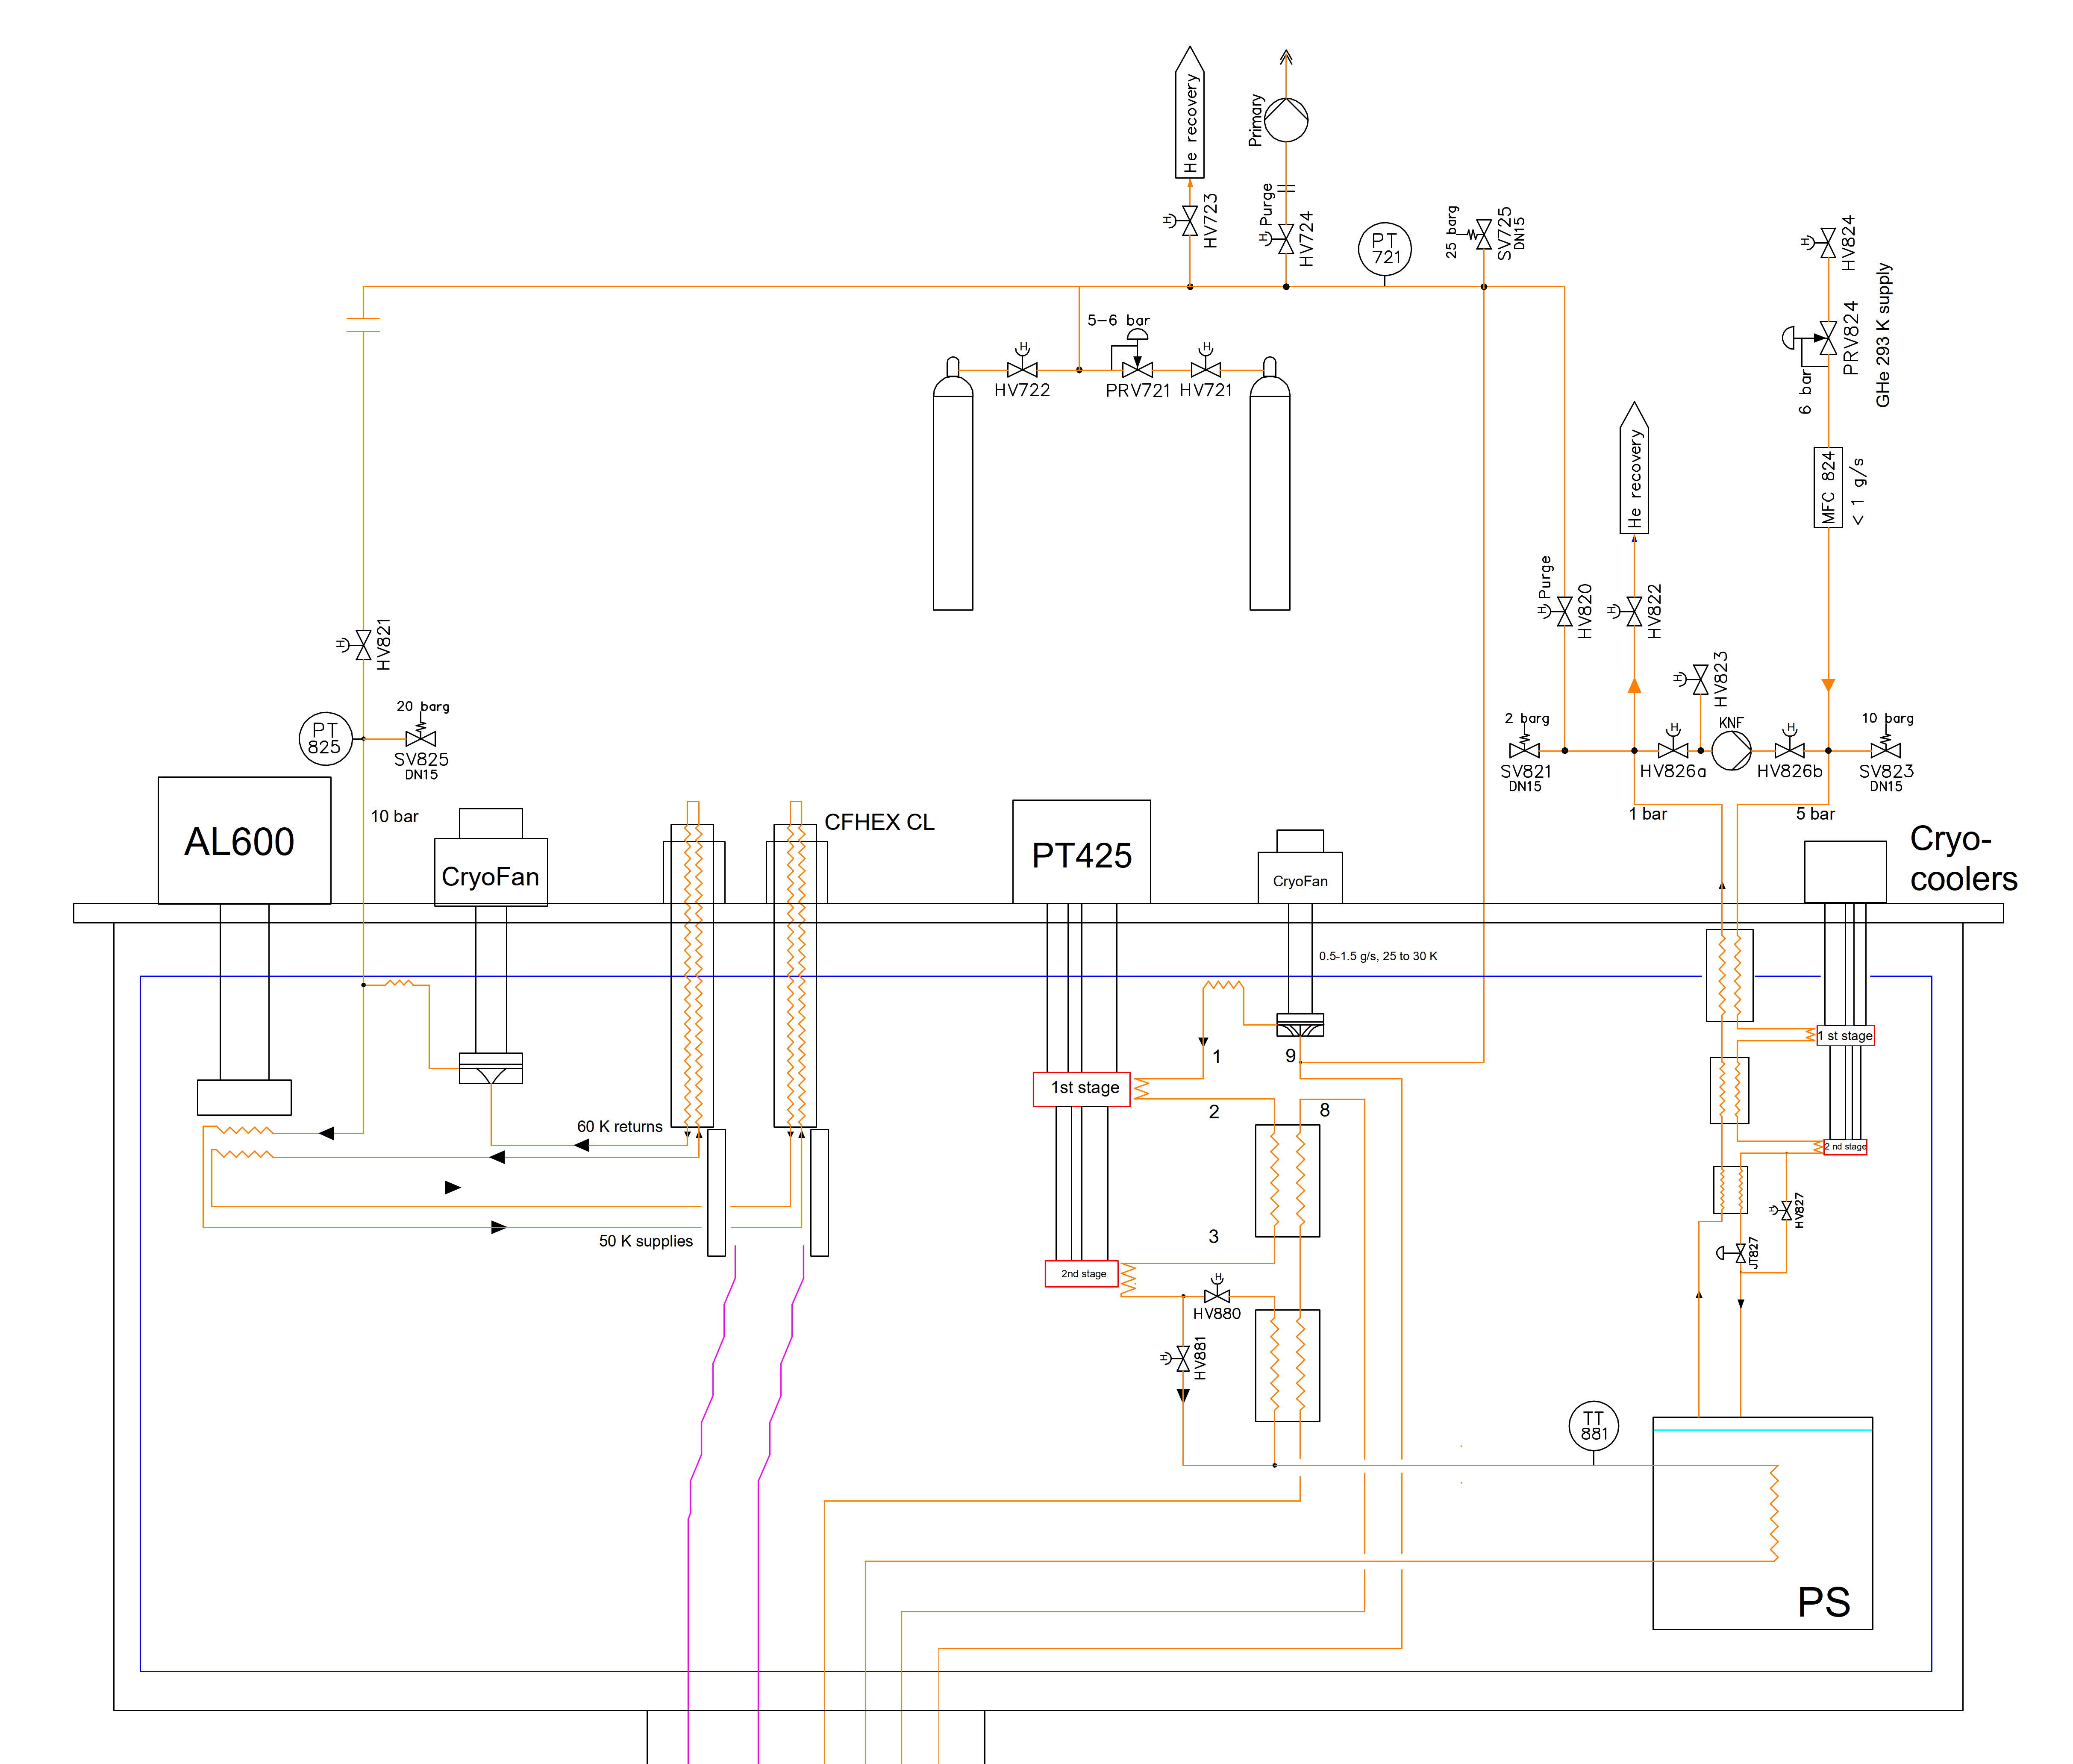 He recovery
Primary
H
HV723
Purge
H
HV724
PT
721
25 barg
SV725
DN15
H
HV824
GHe 293 K supply
PRV824
6 bar
5-6 bar
H
HV722
PRV721
H
HV721
He recovery
MFC 824
< 1 g/s
Purge
H
HV820
H
HV822
H
HV821
H
HV823
PT
825
20 barg
SV825
DN15
2 barg
SV821
DN15
H
HV826a
KNF
H
HV826b
10 barg
SV823
DN15
10 bar
1 bar
5 bar
AL600
CryoFan
CFHEX CL
PT425
CryoFan
Cryo-
coolers
0.5-1.5 g/s, 25 to 30 K
1
9
1st stage
1 st stage
2
8
60 K returns
2 nd stage
3
50 K supplies
H
HV827
JT827
2nd stage
H
HV880
H
HV881
TT
881
PS